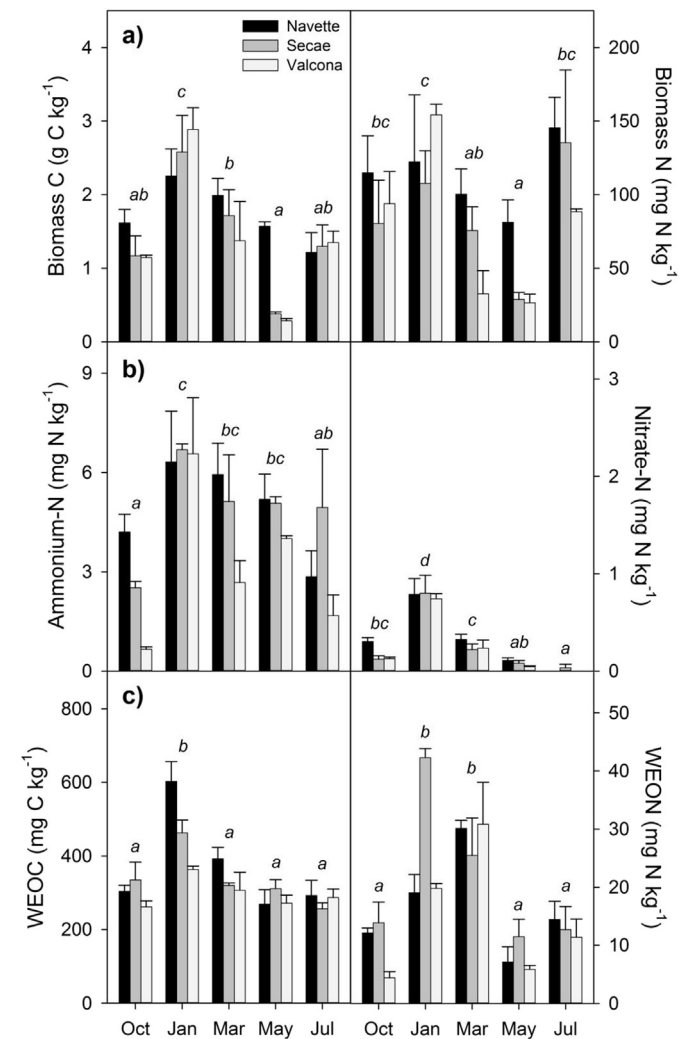 a)
Navette
Secae
Valcona
Biomass C (g C kg⁻¹)
4
3
2
1
0
ab
c
b
a
ab
bc
c
ab
a
bc
200
150
100
50
0
Biomass N (mg N kg⁻¹)
b)
Ammonium-N (mg N kg⁻¹)
9
6
3
0
a
c
bc
bc
ab
bc
d
c
ab
a
3
2
1
0
Nitrate-N (mg N kg⁻¹)
c)
WEOC (mg C kg⁻¹)
800
600
400
200
0
b
a
a
a
a
a
b
b
a
a
50
40
30
20
10
0
WEON (mg N kg⁻¹)
Oct Jan Mar May Jul Oct Jan Mar May Jul